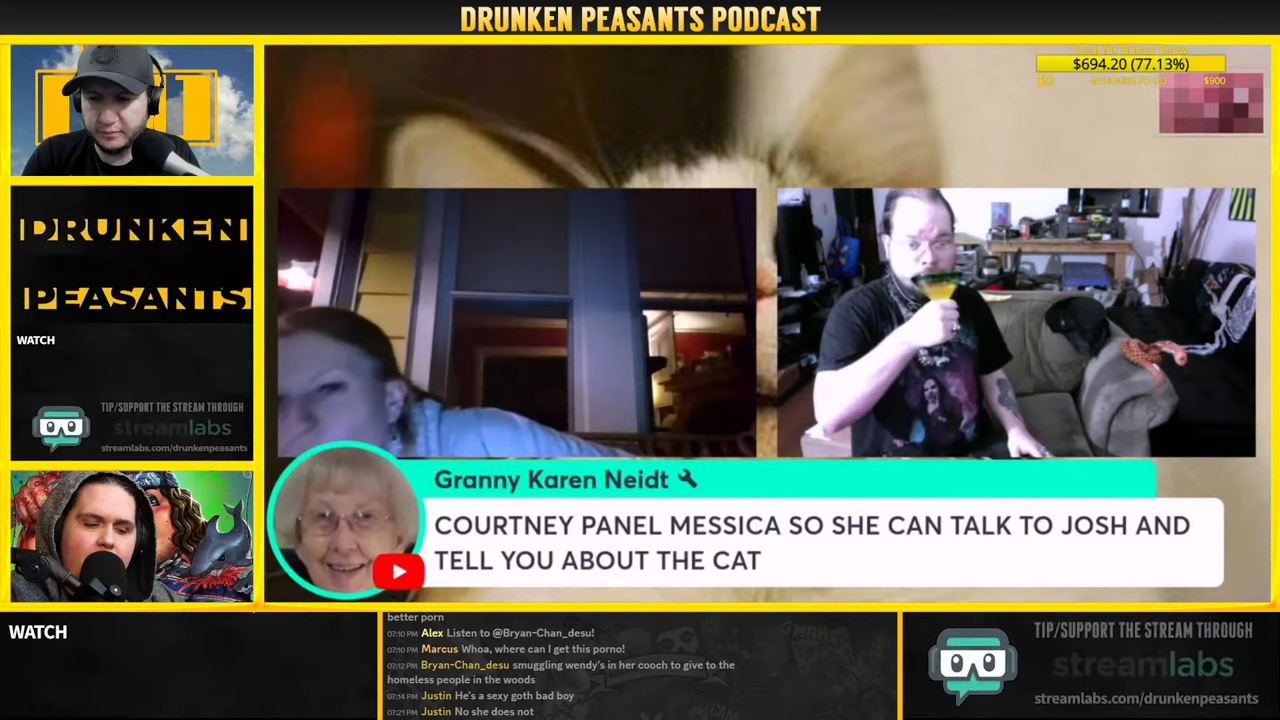 DRUNKEN PEASANTS PODCAST
$694.20 (77.13%)
$0
$900
DRUNKEN
PEASANTS
WATCH
TIP/SUPPORT THE STREAM THROUGH
streamlabs
streamlabs.com/drunkenpeasants
Granny Karen Neidt
COURTNEY PANEL MESSICA SO SHE CAN TALK TO JOSH AND
TELL YOU ABOUT THE CAT
WATCH
better porn
07:10 PM Alex Listen to @Bryan-Chan_desu!
07:10 PM Marcus Whoa, where can I get this porno!
07:12 PM Bryan-Chan_desu smuggling wendy's in her cooch to give to the
homeless people in the woods
07:14 PM Justin He's a sexy goth bad boy
07:21 PM Justin No she does not
TIP/SUPPORT THE STREAM THROUGH
streamlabs
streamlabs.com/drunkenpeasants